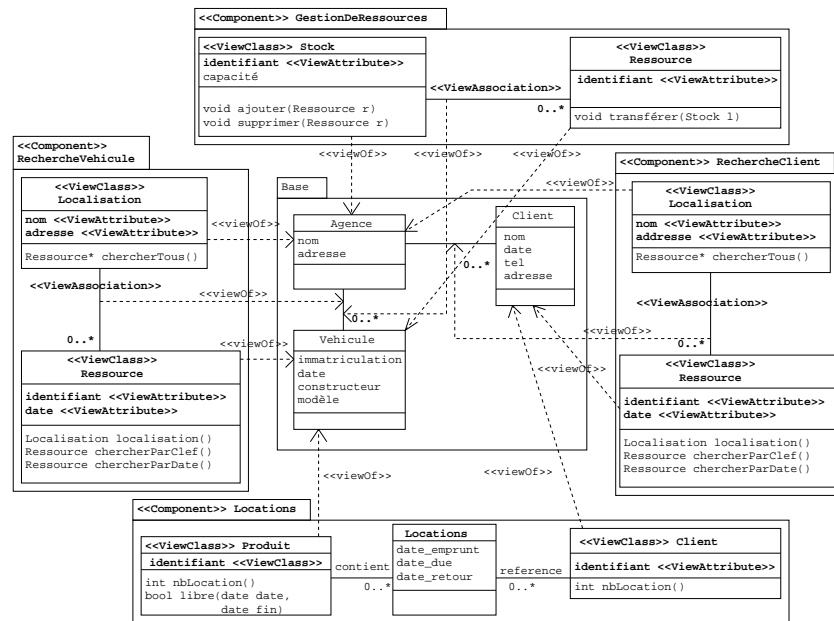 <<Component>> GestionDeRessources
<<ViewClass>> Stock
identifiant <<ViewAttribute>>
capacité
void ajouter(Ressource r)
void supprimer(Ressource r)
<<ViewAssociation>>
0..*
<<ViewClass>>
Ressource
identifiant <<ViewAttribute>>
void transférer(Stock l)
<<viewOf>>
<<viewOf>>
<<viewOf>>
<<Component>>
RechercheVehicule
<<ViewClass>>
Localisation
nom <<ViewAttribute>>
adresse <<ViewAttribute>>
Ressource* chercherTous()
<<ViewAssociation>>
0..*
<<ViewClass>>
Ressource
identifiant <<ViewAttribute>>
date <<ViewAttribute>>
Localisation localisation()
Ressource chercherParClef()
Ressource chercherParDate()
<<viewOf>>
<<viewOf>>
<<viewOf>>
Base
Agence
nom
adresse
Client
nom
date
tel
adresse
0..*
0..*
Vehicule
immatriculation
date
constructeur
modèle
<<Component>> RechercheClient
<<viewOf>>
<<ViewClass>>
Localisation
nom <<ViewAttribute>>
addresse <<ViewAttribute>>
Ressource* chercherTous()
<<ViewAssociation>>
<<viewOf>>
0..*
<<ViewClass>>
Ressource
identifiant <<ViewAttribute>>
date <<ViewAttribute>>
Localisation localisation()
Ressource chercherParClef()
Ressource chercherParDate()
<<viewOf>>
<<viewOf>>
<<Component>> Locations
<<ViewClass>> Produit
identifiant <<ViewClass>>
int nbLocation()
bool libre(date date,
date fin)
contient
0..*
Locations
date_emprunt
date_due
date_retour
reference
0..*
<<ViewClass>> Client
identifiant <<ViewAttribute>>
int nbLocation()